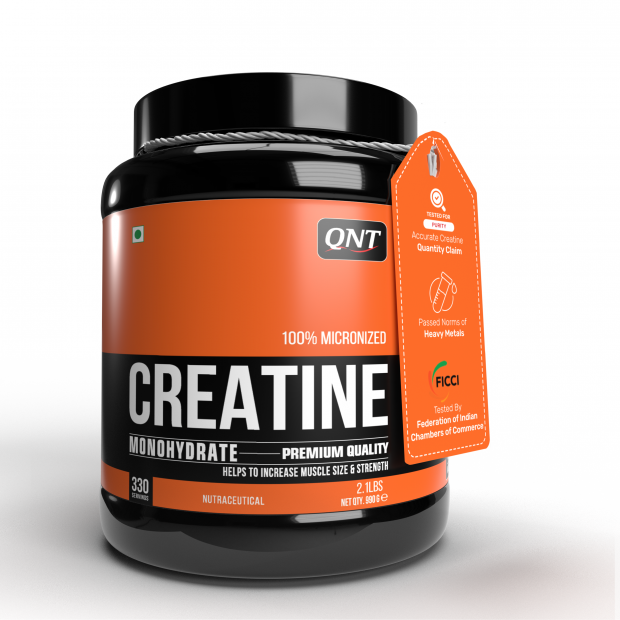 QNT
100% MICRONIZED
CREATINE
MONOHYDRATE
PREMIUM QUALITY
HELPS TO INCREASE MUSCLE SIZE & STRENGTH
330
SERVINGS
NUTRACEUTICAL
2.1LBS
NET QTY. 990 G e
TESTED FOR
PURITY
Accurate Creatine
Quantity Claim
Passed Norms of
Heavy Metals
FICCI
Tested By
Federation of Indian
Chambers of Commerce